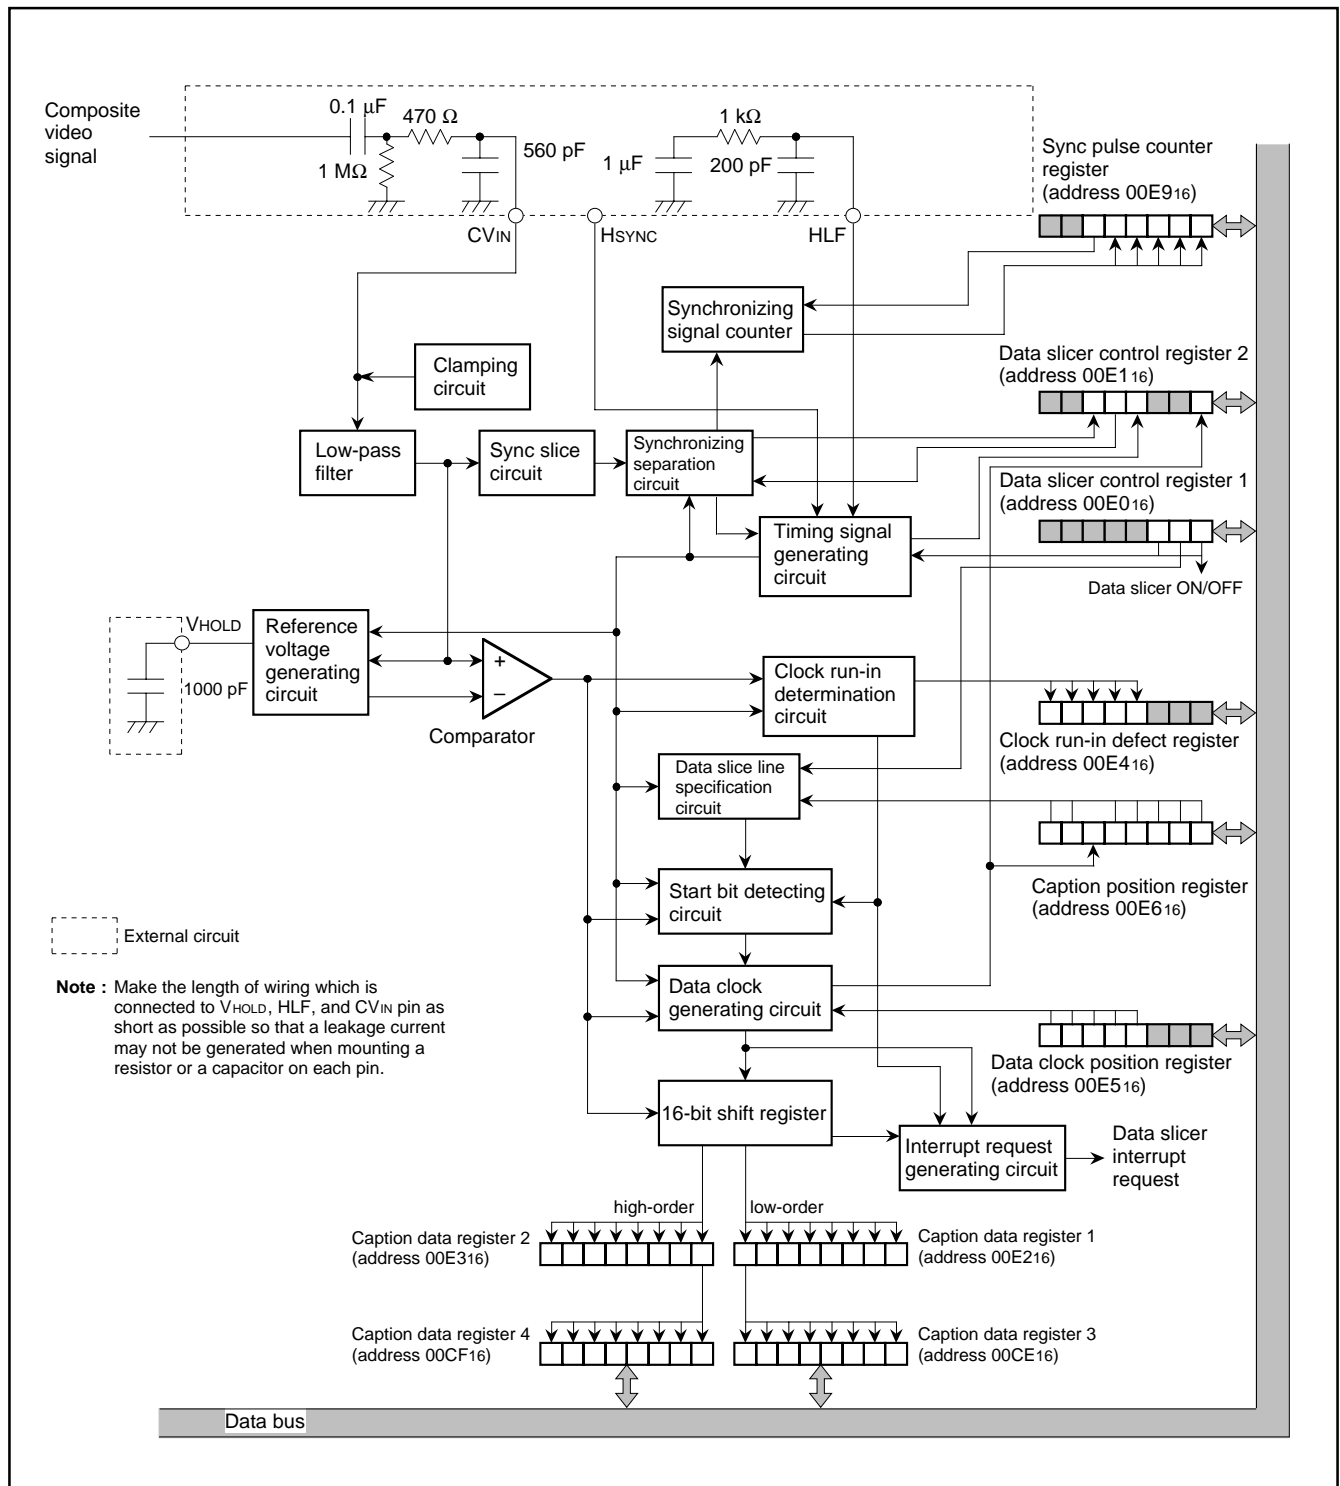 Composite
video
signal
0.1 μF
470 Ω
1 MΩ
560 pF
1 kΩ
1 μF
200 pF
CVIN
HSYNC
HLF
Sync pulse counter
register
(address 00E916)
Synchronizing
signal counter
Clamping
circuit
Data slicer control register 2
(address 00E116)
Low-pass
filter
Sync slice
circuit
Synchronizing
separation
circuit
Data slicer control register 1
(address 00E016)
Timing signal
generating
circuit
Data slicer ON/OFF
VHOLD
1000 pF
Reference
voltage
generating
circuit
+
−
Comparator
Clock run-in
determination
circuit
Clock run-in defect register
(address 00E416)
Data slice line
specification
circuit
Start bit detecting
circuit
Caption position register
(address 00E616)
External circuit
Note : Make the length of wiring which is
connected to VHOLD, HLF, and CVIN pin as
short as possible so that a leakage current
may not be generated when mounting a
resistor or a capacitor on each pin.
Data clock
generating circuit
Data clock position register
(address 00E516)
16-bit shift register
Interrupt request
generating circuit
Data slicer
interrupt
request
high-order
low-order
Caption data register 2
(address 00E316)
Caption data register 1
(address 00E216)
Caption data register 4
(address 00CF16)
Caption data register 3
(address 00CE16)
Data bus